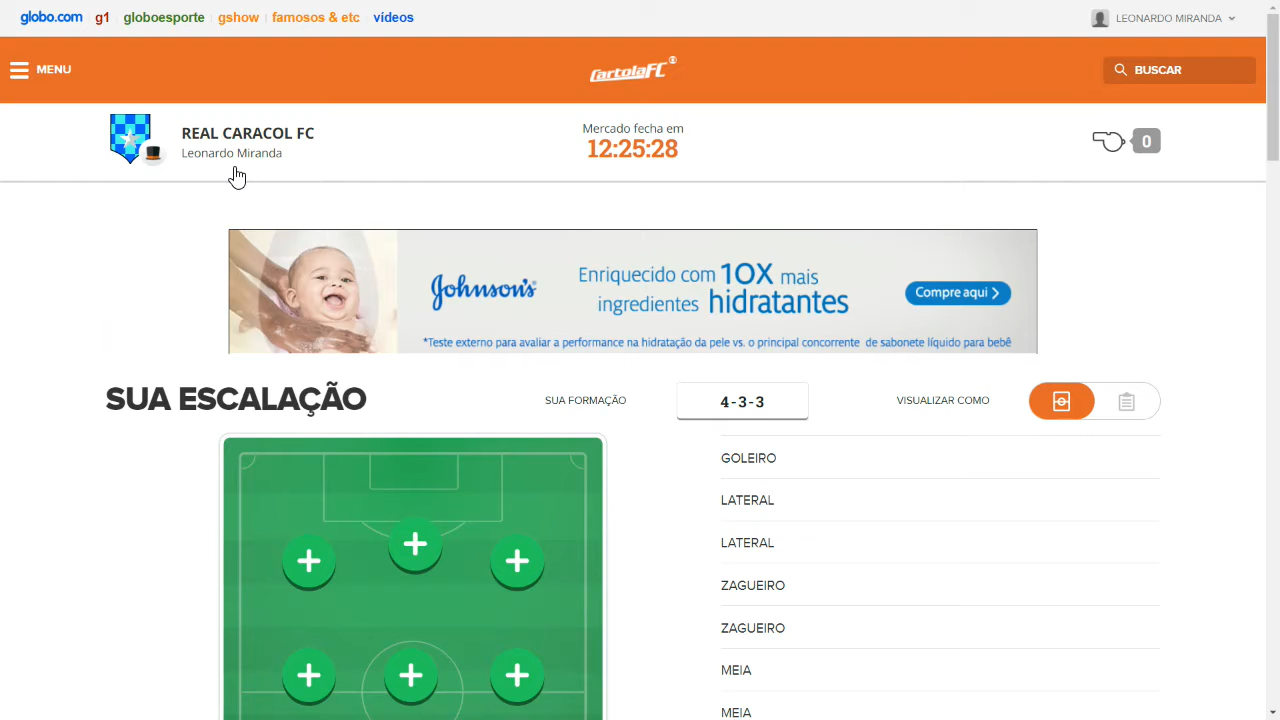 globo.com g1 globoesporte gshow famosos & etc vídeos
LEONARDO MIRANDA
MENU
CartolaFC
BUSCAR
REAL CARACOL FC
Leonardo Miranda
Mercado fecha em
12:25:28
0
Johnson's
Enriquecido com 10X mais
ingredientes hidratantes
Compre aqui
*Teste externo para avaliar a performance na hidratação da pele vs. o principal concorrente de sabonete líquido para bebê
SUA ESCALAÇÃO
SUA FORMAÇÃO
4-3-3
VISUALIZAR COMO
GOLEIRO
LATERAL
LATERAL
ZAGUEIRO
ZAGUEIRO
MEIA
MEIA